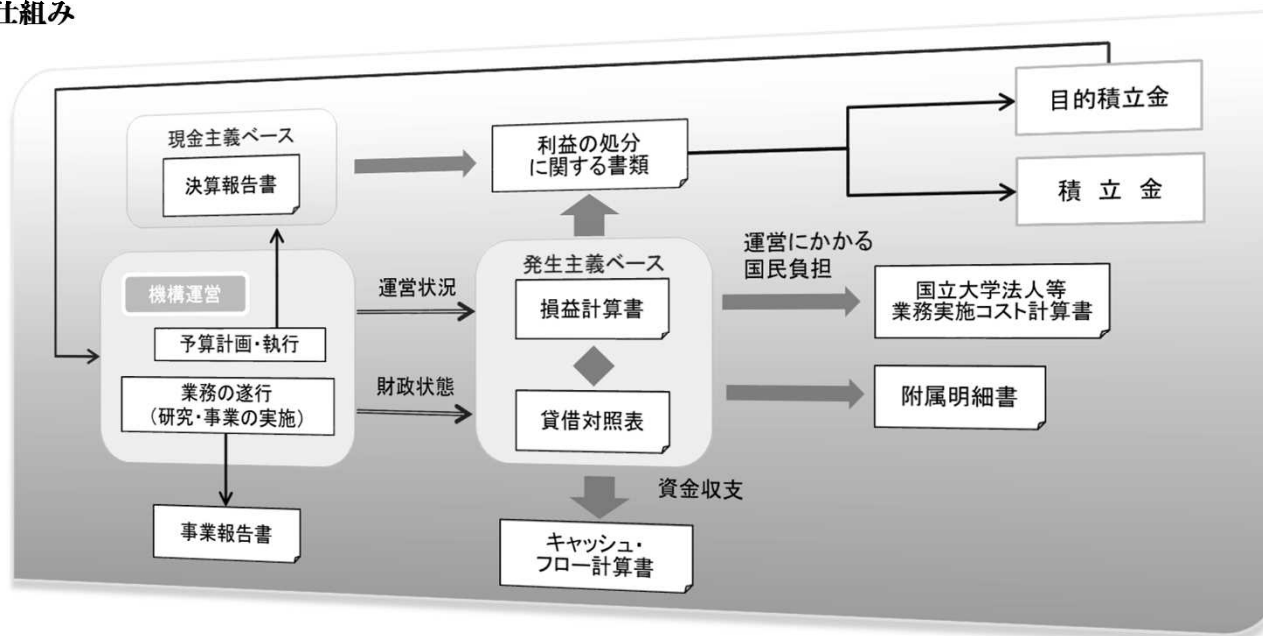 仕組み
目的積立金
現金主義ベース
決算報告書
利益の処分
に関する書類
積 立 金
機構運営
予算計画・執行
業務の遂行
(研究・事業の実施)
運営状況
財政状態
発生主義ベース
損益計算書
貸借対照表
運営にかかる
国民負担
国立大学法人等
業務実施コスト計算書
附属明細書
事業報告書
資金収支
キャッシュ・
フロー計算書